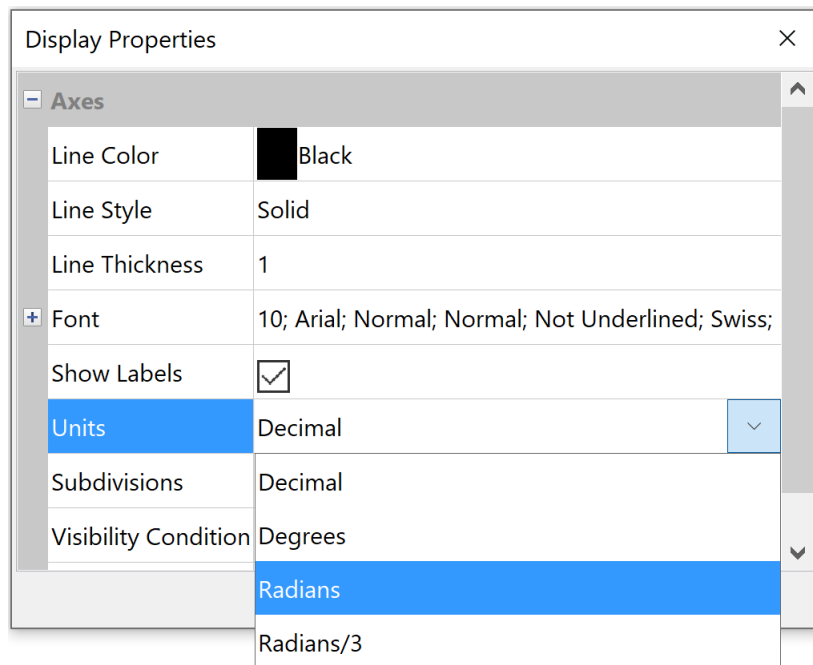 Display Properties
Axes
Line Color Black
Line Style Solid
Line Thickness 1
Font 10; Arial; Normal; Normal; Not Underlined; Swiss;
Show Labels
Units Decimal
Subdivisions Decimal
Visibility Condition Degrees
Radians
Radians/3